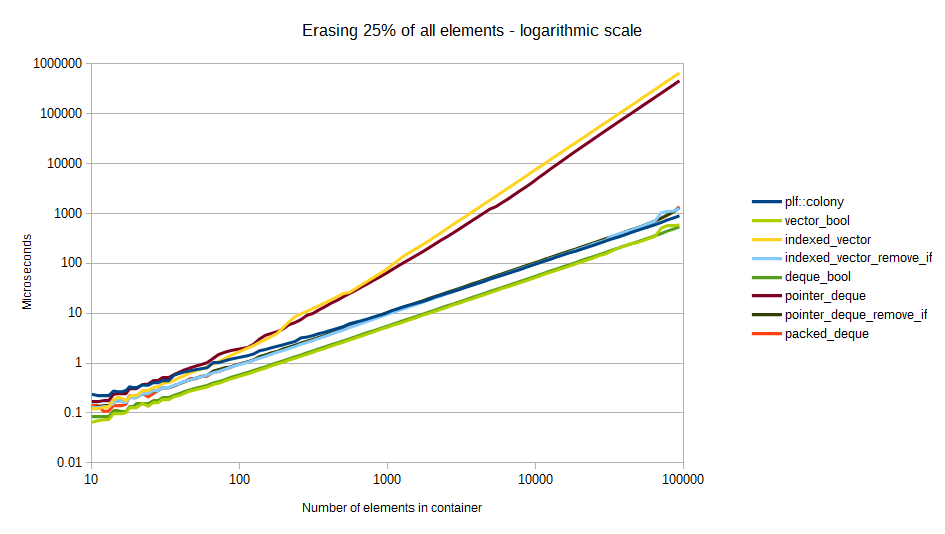 Erasing 25% of all elements - logarithmic scale
1000000
100000
10000
1000
100
10
1
0.1
0.01
10 100 1000 10000 100000
Microseconds
Number of elements in container
plf::colony
vector_bool
indexed_vector
indexed_vector_remove_if
deque_bool
pointer_deque
pointer_deque_remove_if
packed_deque